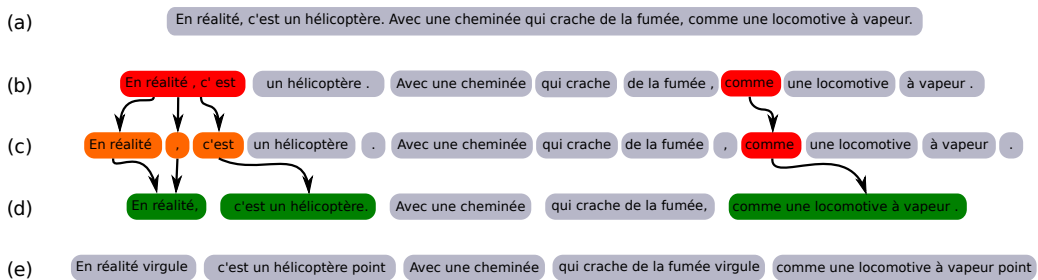 (a) En réalité, c'est un hélicoptère. Avec une cheminée qui crache de la fumée, comme une locomotive à vapeur.
(b) En réalité , c' est un hélicoptère . Avec une cheminée qui crache de la fumée , comme une locomotive à vapeur .
(c) En réalité , c'est un hélicoptère . Avec une cheminée qui crache de la fumée , comme une locomotive à vapeur .
(d) En réalité, c'est un hélicoptère. Avec une cheminée qui crache de la fumée, comme une locomotive à vapeur .
(e) En réalité virgule c'est un hélicoptère point Avec une cheminée qui crache de la fumée virgule comme une locomotive à vapeur point